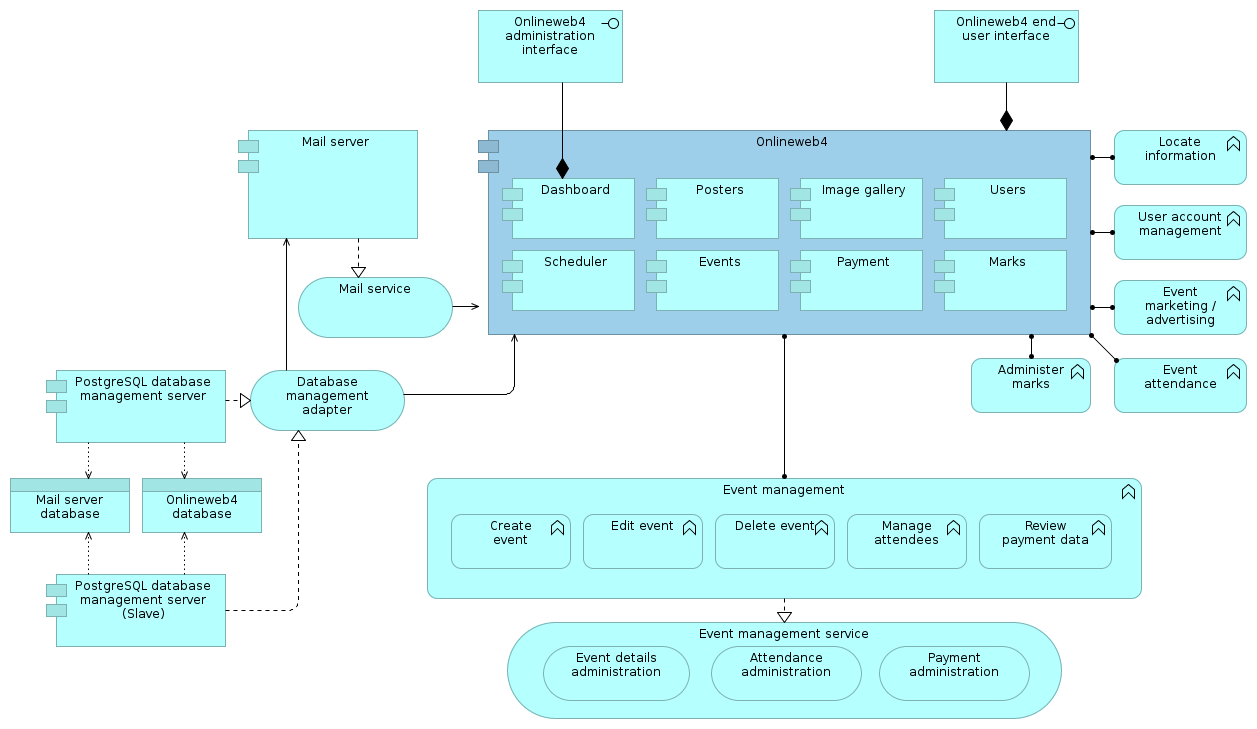 Onlineweb4
administration
interface
Onlineweb4 end
user interface
Mail server
Onlineweb4
Locate
information
Dashboard
Posters
Image gallery
Users
User account
management
Scheduler
Events
Payment
Marks
Mail service
Event
marketing /
advertising
Administer
marks
Event
attendance
PostgreSQL database
management server
Database
management
adapter
Mail server
database
Onlineweb4
database
Event management
Create
event
Edit event
Delete event
Manage
attendees
Review
payment data
PostgreSQL database
management server
(Slave)
Event management service
Event details
administration
Attendance
administration
Payment
administration